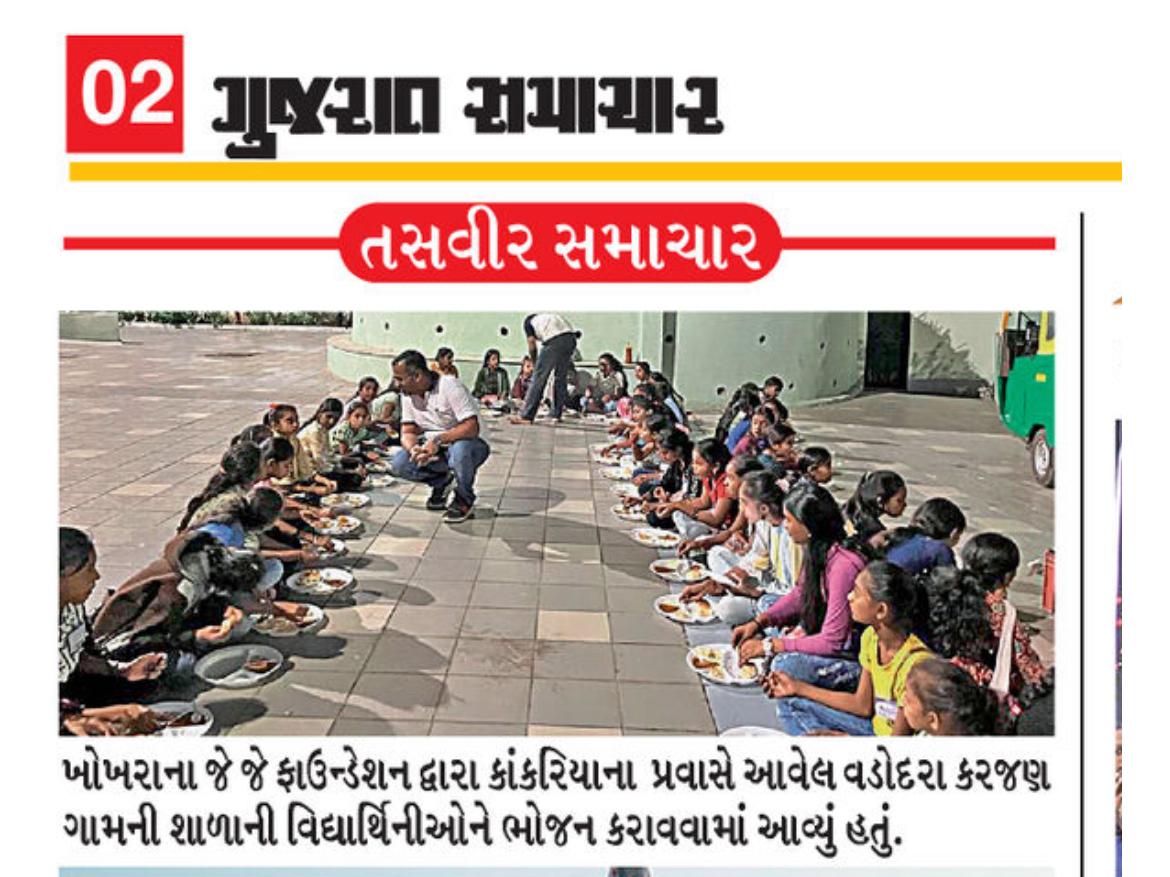 02 ગુજરાત સમાચાર
તસવીર સમાચાર
ખોખરાના જે જે ફાઉન્ડેશન દ્વારા કાંકરિયાના પ્રવાસે આવેલ વડોદરા કરજણ
ગામની શાળાની વિદ્યાર્થિનીઓને ભોજન કરાવવામાં આવ્યું હતું.